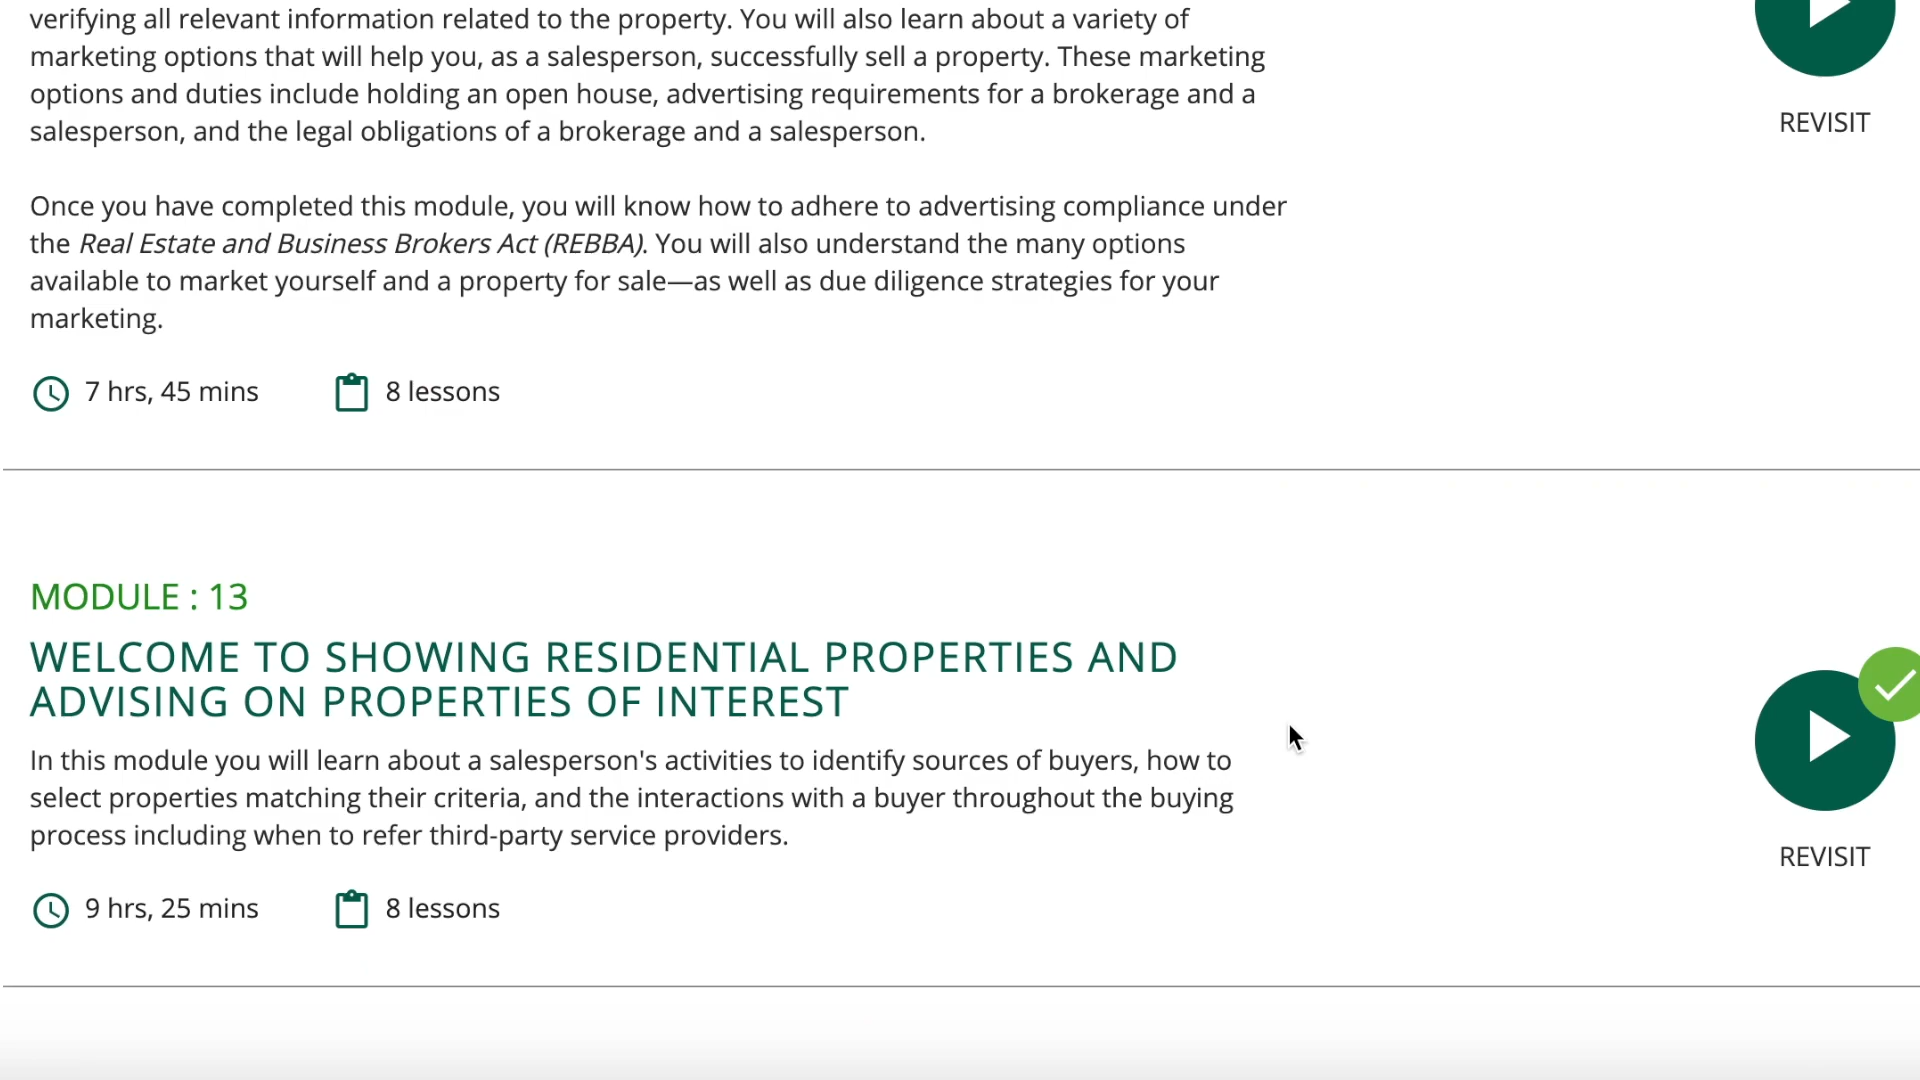 verifying all relevant information related to the property. You will also learn about a variety of
marketing options that will help you, as a salesperson, successfully sell a property. These marketing
options and duties include holding an open house, advertising requirements for a brokerage and a
salesperson, and the legal obligations of a brokerage and a salesperson.
REVISIT
Once you have completed this module, you will know how to adhere to advertising compliance under
the Real Estate and Business Brokers Act (REBBA). You will also understand the many options
available to market yourself and a property for sale—as well as due diligence strategies for your
marketing.
7 hrs, 45 mins
8 lessons
MODULE : 13
WELCOME TO SHOWING RESIDENTIAL PROPERTIES AND
ADVISING ON PROPERTIES OF INTEREST
In this module you will learn about a salesperson's activities to identify sources of buyers, how to
select properties matching their criteria, and the interactions with a buyer throughout the buying
process including when to refer third-party service providers.
REVISIT
9 hrs, 25 mins
8 lessons